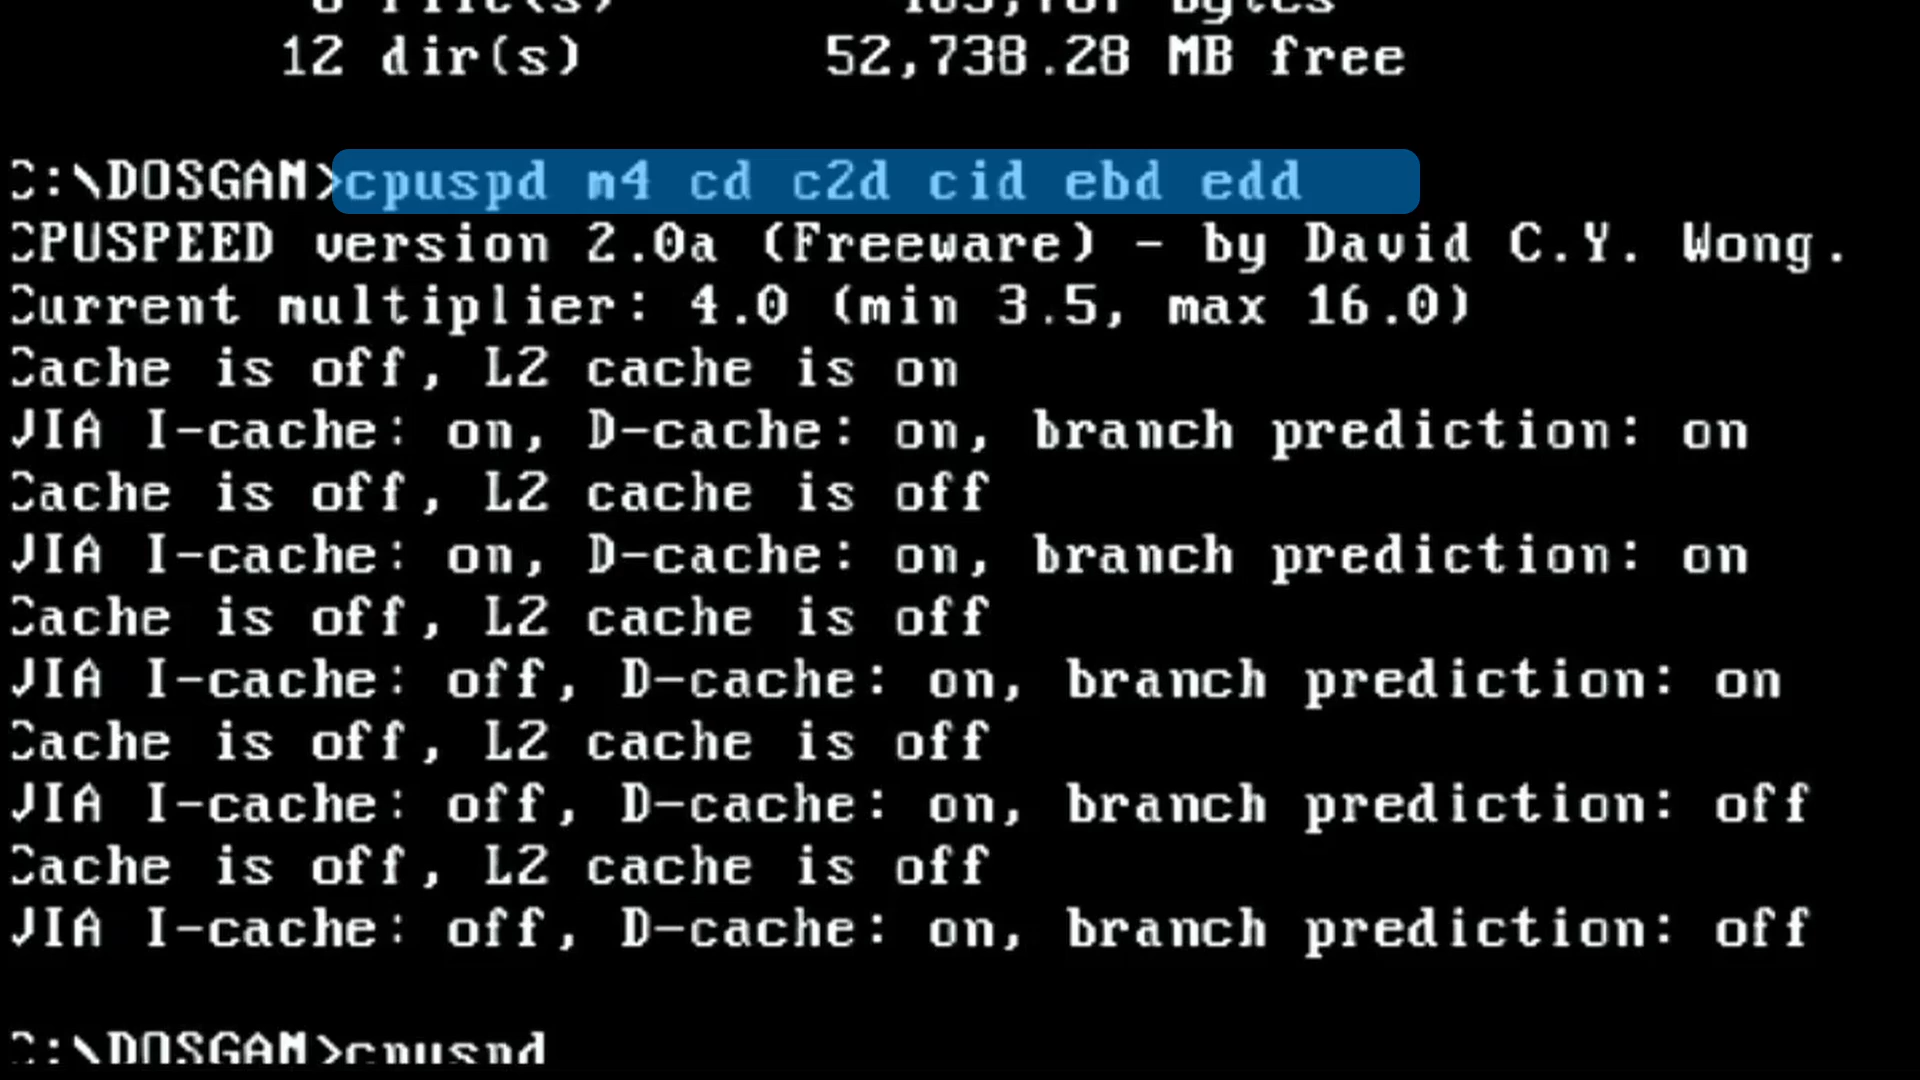 12 dir(s) 52,738.28 MB free
C:\DOSGAM>cpuspd m4 cd c2d cid ebd edd
CPUSPEED version 2.0a (Freeware) - by David C.Y. Wong.
Current multiplier: 4.0 (min 3.5, max 16.0)
Cache is off, L2 cache is on
VIA I-cache: on, D-cache: on, branch prediction: on
Cache is off, L2 cache is off
VIA I-cache: on, D-cache: on, branch prediction: on
Cache is off, L2 cache is off
VIA I-cache: off, D-cache: on, branch prediction: on
Cache is off, L2 cache is off
VIA I-cache: off, D-cache: on, branch prediction: off
Cache is off, L2 cache is off
VIA I-cache: off, D-cache: on, branch prediction: off
C:\DOSGAM>cpuspd